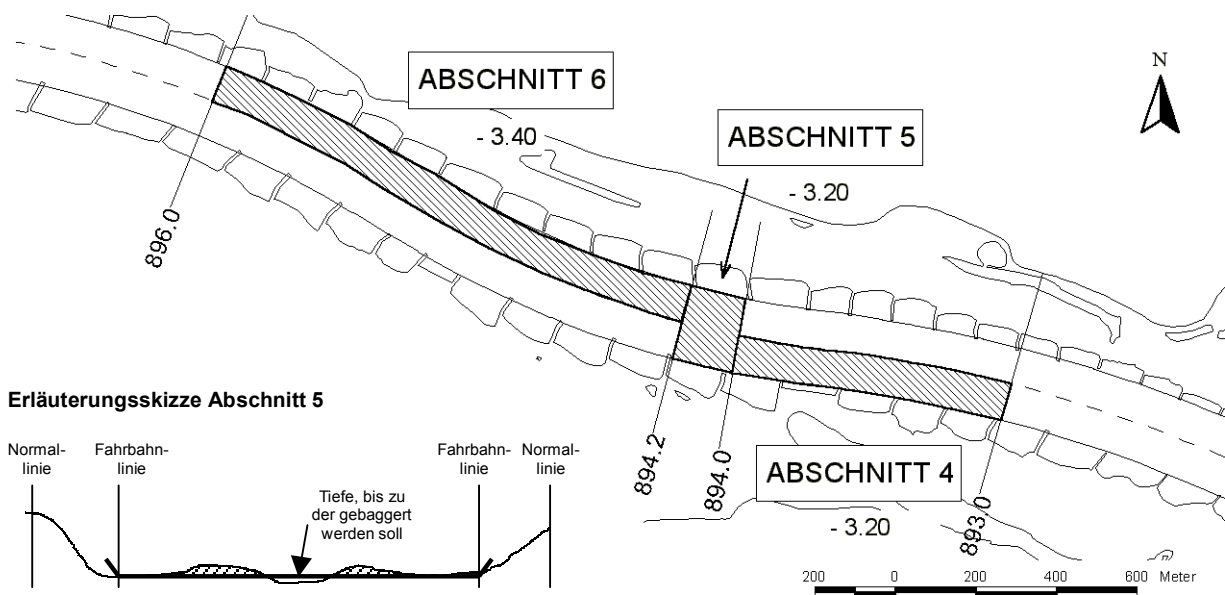 ABSCHNITT 6
- 3.40
ABSCHNITT 5
- 3.20
N
896.0
894.2
894.0
893.0
ABSCHNITT 4
- 3.20
Erläuterungsskizze Abschnitt 5
Normal-
linie
Fahrbahn-
linie
Tiefe, bis zu
der gebaggert
werden soll
Fahrbahn-
linie
Normal-
linie
200 0 200 400 600 Meter